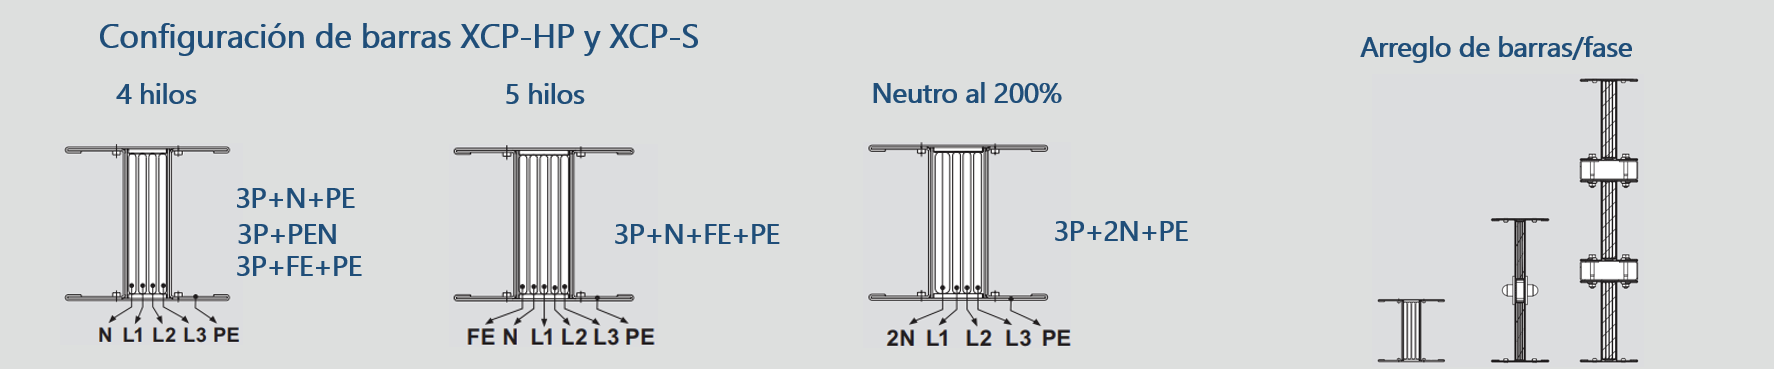 Configuración de barras XCP-HP y XCP-S
Arreglo de barras/fase
4 hilos
5 hilos
Neutro al 200%
3P+N+PE
3P+PEN
3P+FE+PE
3P+N+FE+PE
3P+2N+PE
N L1 L2 L3 PE
FE N L1 L2 L3 PE
2N L1 L2 L3 PE